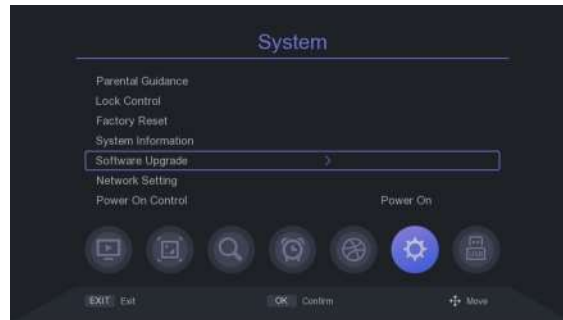 System
Parental Guidance
Lock Control
Factory Reset
System Information
Software Upgrade
Network Setting
Power On Control Power On
USB
EXIT Exit OK Confirm Move